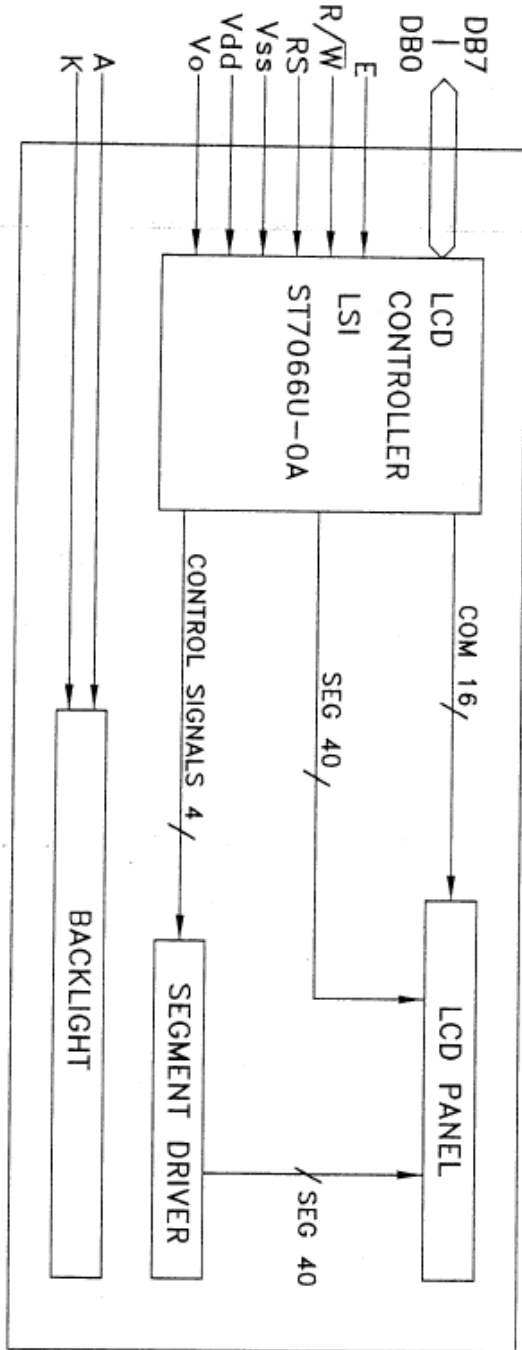 DB7
|
DB0
E
R/W̅
RS
Vss
Vdd
Vo
A
K
LCD
CONTROLLER
LSI
ST7066U-0A
COM 16
SEG 40
CONTROL SIGNALS 4
LCD PANEL
SEG 40
SEGMENT DRIVER
BACKLIGHT